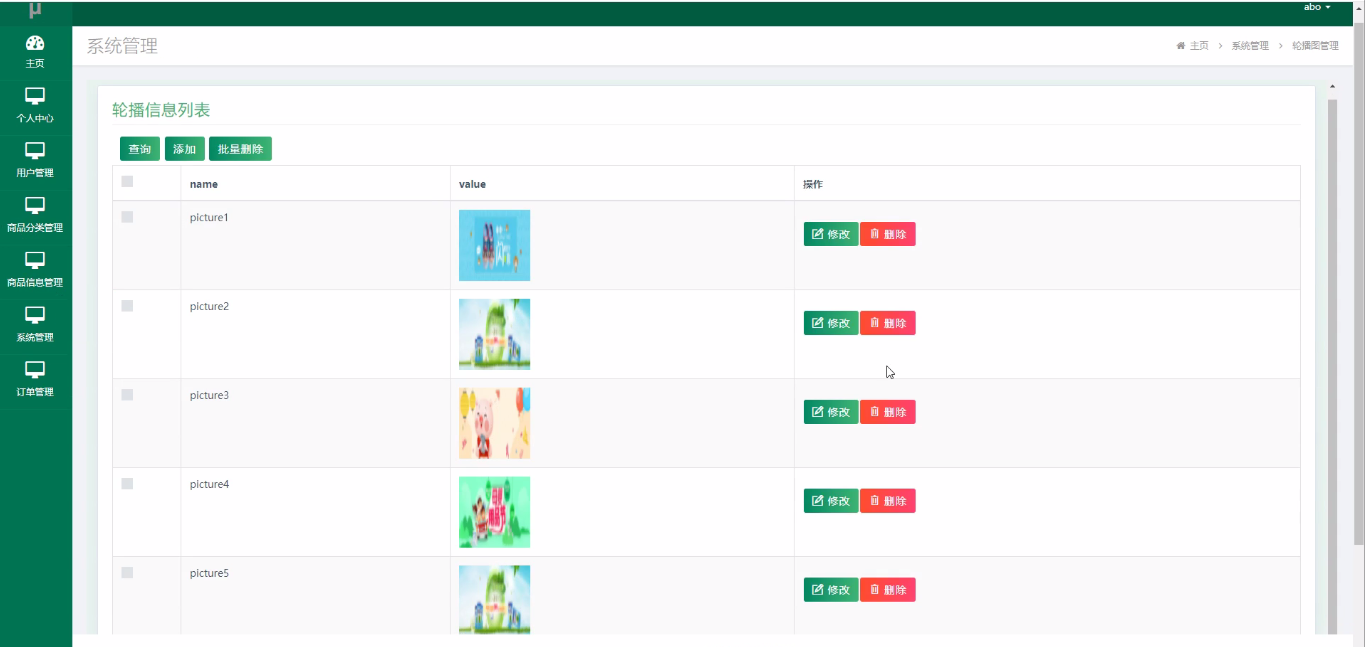 μ
abo
主页
个人中心
用户管理
商品分类管理
商品信息管理
系统管理
订单管理
系统管理
主页 > 系统管理 > 轮播图管理
轮播信息列表
查询 添加 批量删除
name value 操作
picture1 修改 删除
picture2 修改 删除
picture3 修改 删除
picture4 修改 删除
picture5 修改 删除